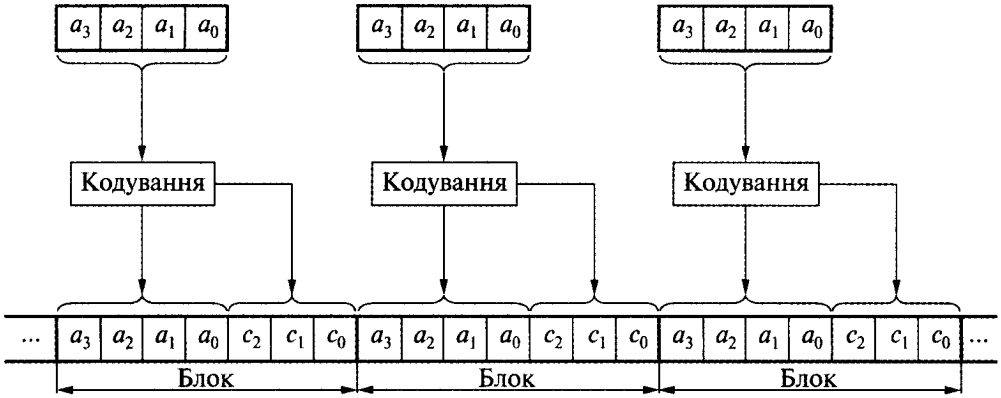 a₃ a₂ a₁ a₀ a₃ a₂ a₁ a₀ a₃ a₂ a₁ a₀
Кодування Кодування Кодування
... a₃ a₂ a₁ a₀ c₂ c₁ c₀ a₃ a₂ a₁ a₀ c₂ c₁ c₀ a₃ a₂ a₁ a₀ c₂ c₁ c₀ ...
Блок Блок Блок